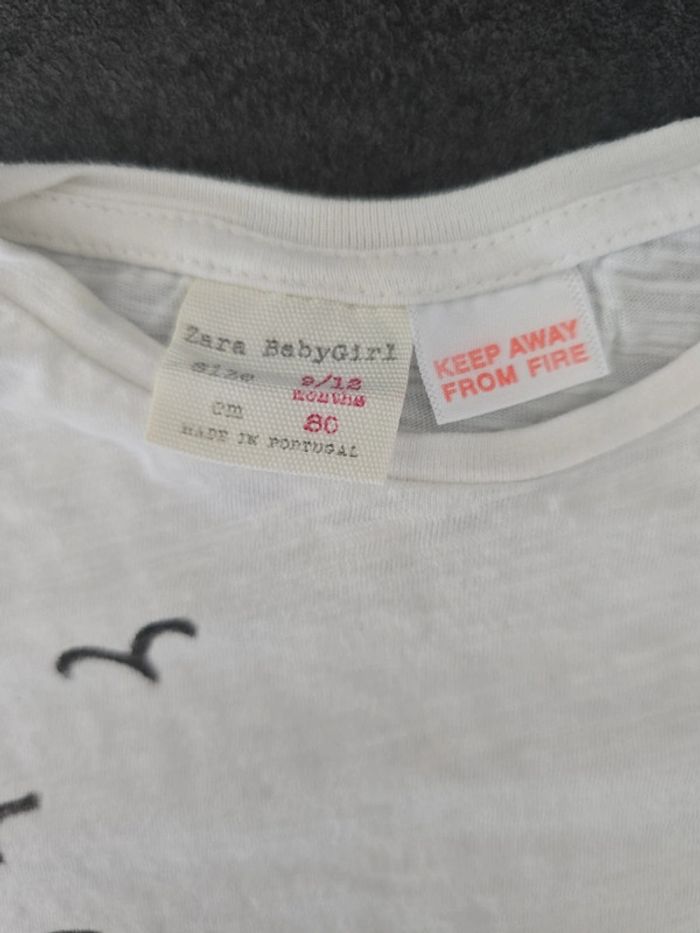 Zara BabyGirl
size 9/12
months
cm 80
MADE IN PORTUGAL
KEEP AWAY
FROM FIRE